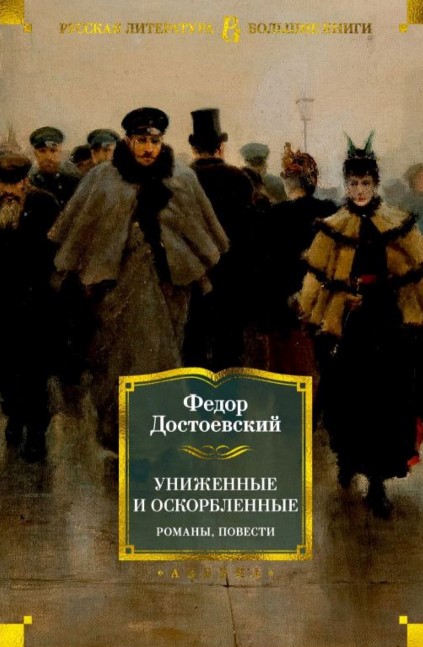 РУССКАЯ ЛИТЕРАТУРА БОЛЬШИЕ КНИГИ
Федор
Достоевский
УНИЖЕННЫЕ
И ОСКОРБЛЕННЫЕ
РОМАНЫ, ПОВЕСТИ
АЗБУКА